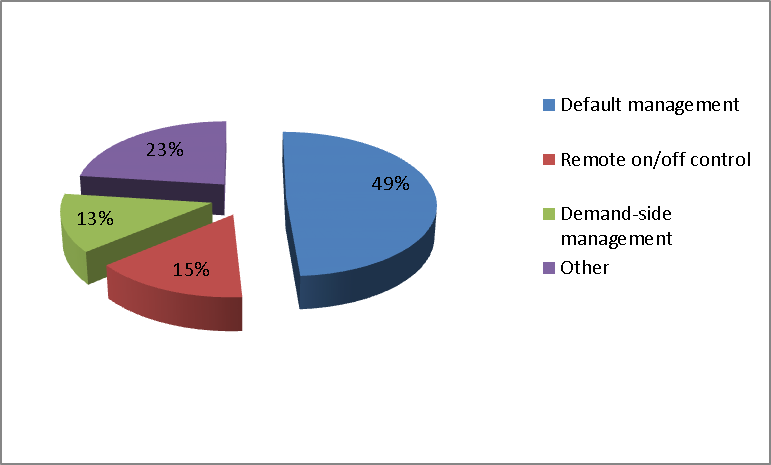 23%
49%
13%
15%
Default management
Remote on/off control
Demand-side
management
Other